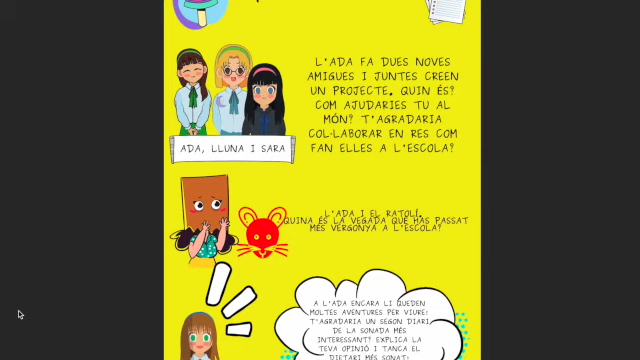 L'ADA FA DUES NOVES
AMIGUES I JUNTES CREEN
UN PROJECTE. QUIN ÉS?
COM AJUDARIES TU AL
MÓN? T'AGRADARIA
COL·LABORAR EN RES COM
FAN ELLES A L'ESCOLA?
ADA, LLUNA I SARA
L'ADA I EL RATOLÍ.
QUINA ÉS LA VEGADA QUE HAS PASSAT
MÉS VERGONYA A L'ESCOLA?
A L'ADA ENCARA LI QUEDEN
MOLTES AVENTURES PER VIURE:
T'AGRADARIA UN SEGON DIARI
DE LA SONADA MÉS
INTERESSANT? EXPLICA LA
TEVA OPINIÓ I TANCA EL
DIETARI MÉS SONAT: